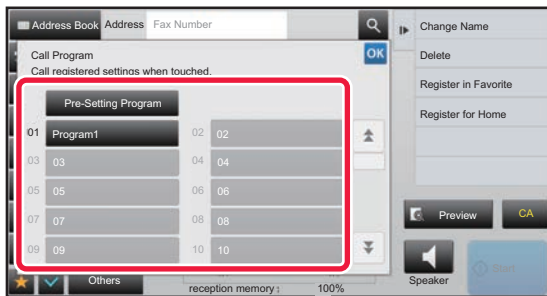 Address Book Address Fax Number
Call Program
OK
Call registered settings when touched.
Pre-Setting Program
01 Program1 02 02
03 03 04 04
05 05 06 06
07 07 08 08
09 09 10 10
Others
reception memory: 100%
Change Name
Delete
Register in Favorite
Register for Home
Preview CA
Speaker Start